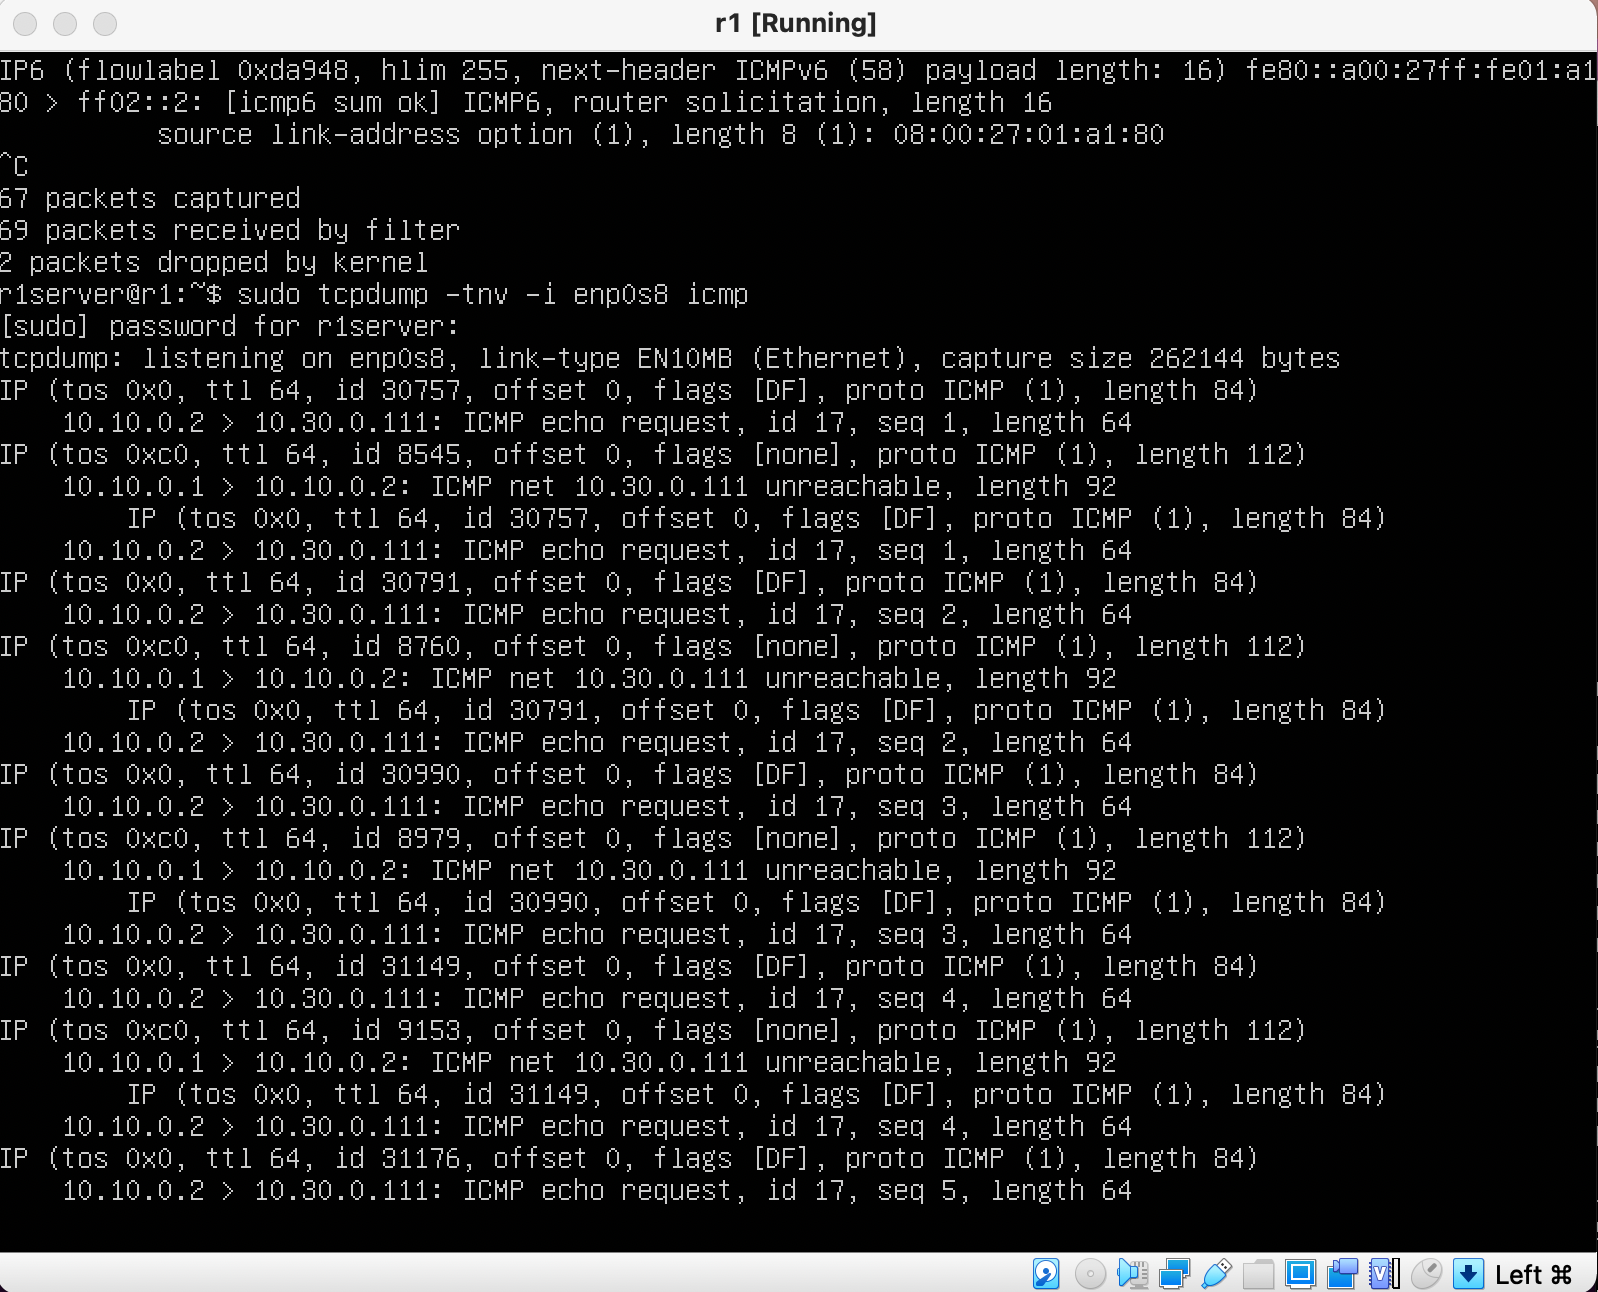 r1 [Running]
IP6 (flowlabel 0xda948, hlim 255, next-header ICMPv6 (58) payload length: 16) fe80::a00:27ff:fe01:a1
80 > ff02::2: [icmp6 sum ok] ICMP6, router solicitation, length 16
          source link-address option (1), length 8 (1): 08:00:27:01:a1:80
^C
67 packets captured
69 packets received by filter
2 packets dropped by kernel
r1server@r1:~$ sudo tcpdump -tnv -i enp0s8 icmp
[sudo] password for r1server:
tcpdump: listening on enp0s8, link-type EN10MB (Ethernet), capture size 262144 bytes
IP (tos 0x0, ttl 64, id 30757, offset 0, flags [DF], proto ICMP (1), length 84)
    10.10.0.2 > 10.30.0.111: ICMP echo request, id 17, seq 1, length 64
IP (tos 0xc0, ttl 64, id 8545, offset 0, flags [none], proto ICMP (1), length 112)
    10.10.0.1 > 10.10.0.2: ICMP net 10.30.0.111 unreachable, length 92
        IP (tos 0x0, ttl 64, id 30757, offset 0, flags [DF], proto ICMP (1), length 84)
    10.10.0.2 > 10.30.0.111: ICMP echo request, id 17, seq 1, length 64
IP (tos 0x0, ttl 64, id 30791, offset 0, flags [DF], proto ICMP (1), length 84)
    10.10.0.2 > 10.30.0.111: ICMP echo request, id 17, seq 2, length 64
IP (tos 0xc0, ttl 64, id 8760, offset 0, flags [none], proto ICMP (1), length 112)
    10.10.0.1 > 10.10.0.2: ICMP net 10.30.0.111 unreachable, length 92
        IP (tos 0x0, ttl 64, id 30791, offset 0, flags [DF], proto ICMP (1), length 84)
    10.10.0.2 > 10.30.0.111: ICMP echo request, id 17, seq 2, length 64
IP (tos 0x0, ttl 64, id 30990, offset 0, flags [DF], proto ICMP (1), length 84)
    10.10.0.2 > 10.30.0.111: ICMP echo request, id 17, seq 3, length 64
IP (tos 0xc0, ttl 64, id 8979, offset 0, flags [none], proto ICMP (1), length 112)
    10.10.0.1 > 10.10.0.2: ICMP net 10.30.0.111 unreachable, length 92
        IP (tos 0x0, ttl 64, id 30990, offset 0, flags [DF], proto ICMP (1), length 84)
    10.10.0.2 > 10.30.0.111: ICMP echo request, id 17, seq 3, length 64
IP (tos 0x0, ttl 64, id 31149, offset 0, flags [DF], proto ICMP (1), length 84)
    10.10.0.2 > 10.30.0.111: ICMP echo request, id 17, seq 4, length 64
IP (tos 0xc0, ttl 64, id 9153, offset 0, flags [none], proto ICMP (1), length 112)
    10.10.0.1 > 10.10.0.2: ICMP net 10.30.0.111 unreachable, length 92
        IP (tos 0x0, ttl 64, id 31149, offset 0, flags [DF], proto ICMP (1), length 84)
    10.10.0.2 > 10.30.0.111: ICMP echo request, id 17, seq 4, length 64
IP (tos 0x0, ttl 64, id 31176, offset 0, flags [DF], proto ICMP (1), length 84)
    10.10.0.2 > 10.30.0.111: ICMP echo request, id 17, seq 5, length 64
Left ⌘